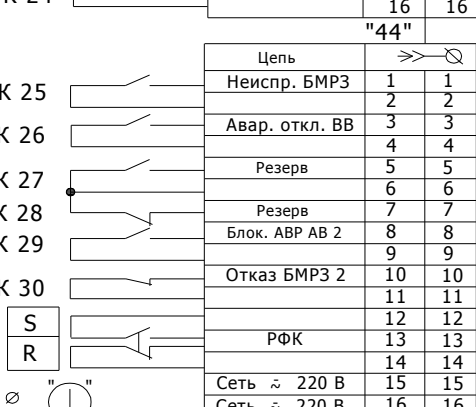 16 16
"44"
Цепь
К 25 Неиспр. БМРЗ 1 1
2 2
К 26 Авар. откл. ВВ 3 3
4 4
К 27 Резерв 5 5
6 6
К 28 Резерв 7 7
К 29 Блок. АВР АВ 2 8 8
9 9
К 30 Отказ БМРЗ 2 10 10
11 11
S 12 12
R РФК 13 13
14 14
Сеть ~ 220 В 15 15
" " Сеть ~ 220 В 16 16